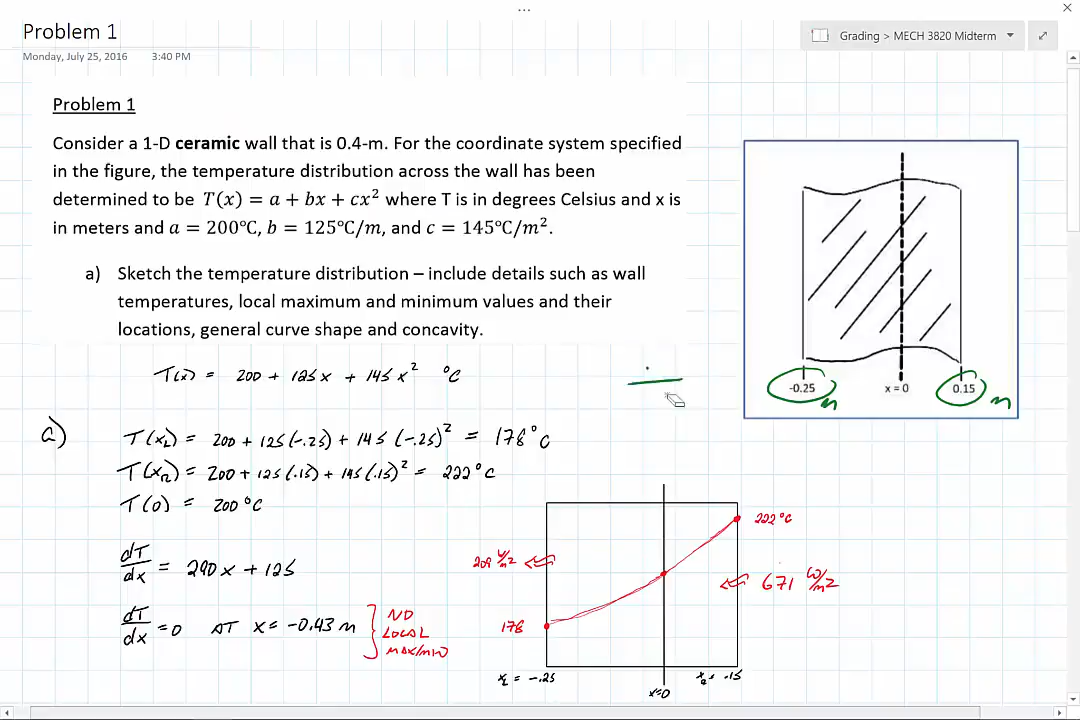 Problem 1
Monday, July 25, 2016 3:40 PM
Grading > MECH 3820 Midterm
Problem 1
Consider a 1-D ceramic wall that is 0.4-m. For the coordinate system specified
in the figure, the temperature distribution across the wall has been
determined to be T(x) = a + bx + cx² where T is in degrees Celsius and x is
in meters and a = 200°C, b = 125°C/m, and c = 145°C/m².
a) Sketch the temperature distribution – include details such as wall
temperatures, local maximum and minimum values and their
locations, general curve shape and concavity.
-0.25 x = 0 0.15
m m
T(x) = 200 + 125x + 145x² °C
a) T(x_L) = 200 + 125(-.25) + 145(-.25)² = 178°C
T(x_R) = 200 + 125(.15) + 145(.15)² = 222°C
T(0) = 200°C
dT/dx = 290x + 125
dT/dx = 0 AT x = -0.43 m
NO
LOCAL
MAX/MIN
222°C
209 W/m²
671 W/m²
178
x_L = -.25
x=0
x_R = .15